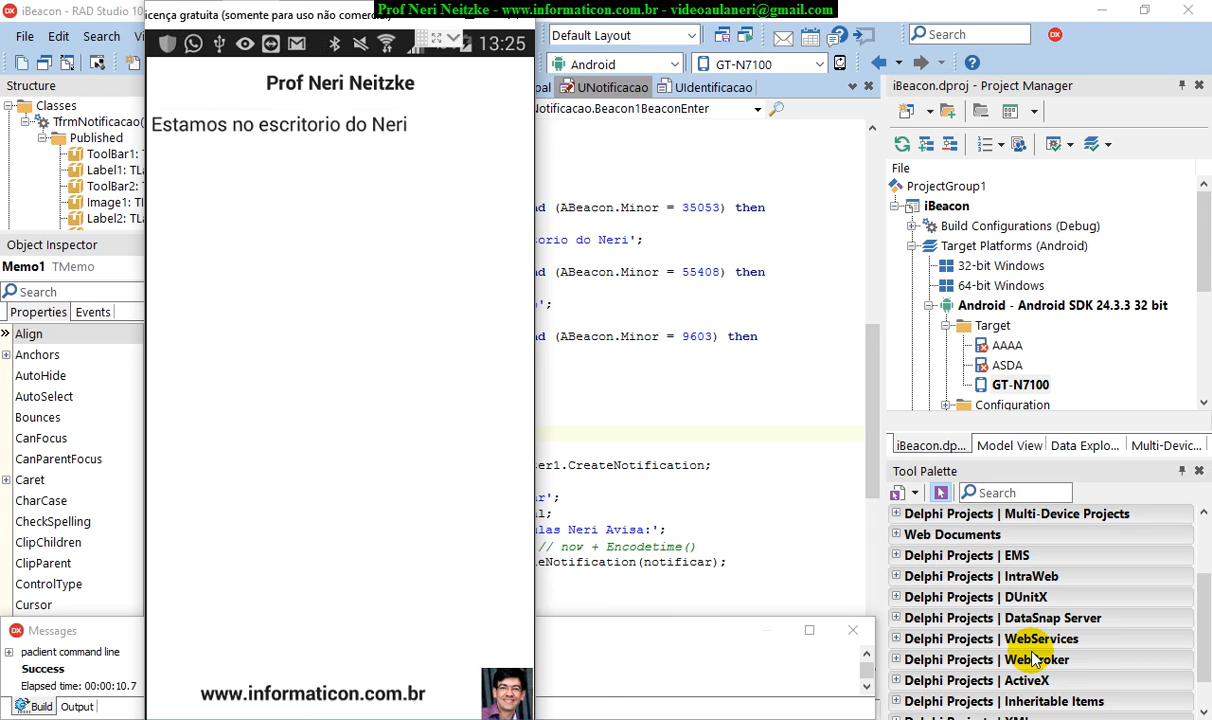 iBeacon - RAD Studio 10
icença gratuita (somente para uso não comercial
Prof Neri Neitzke - www.informaticon.com.br - videoaulaneri@gmail.com
File Edit Search
Default Layout
Search
13:25
Android
GT-N7100
Structure
Prof Neri Neitzke
UNotificacao
UIdentificacao
iBeacon.dproj - Project Manager
Classes
TfrmNotificacao(
Published
ToolBar1:
Label1:
ToolBar2:
Image1:
Label2:
Estamos no escritorio do Neri
Notificacao.Beacon1BeaconEnter
File
ProjectGroup1
iBeacon
Build Configurations (Debug)
Target Platforms (Android)
32-bit Windows
64-bit Windows
Android - Android SDK 24.3.3 32 bit
Target
AAAA
ASDA
GT-N7100
Configuration
nd (ABeacon.Minor = 35053) then
orio do Neri';
nd (ABeacon.Minor = 55408) then
';
nd (ABeacon.Minor = 9603) then
er1.CreateNotification;
ar';
l;
las Neri Avisa:';
// now + Encodetime()
eNotification(notificar);
Object Inspector
Memo1 TMemo
Search
Properties Events
Align
Anchors
AutoHide
AutoSelect
Bounces
CanFocus
CanParentFocus
Caret
CharCase
CheckSpelling
ClipChildren
ClipParent
ControlType
Cursor
iBeacon.dp... Model View Data Explo... Multi-Devic...
Tool Palette
Search
Delphi Projects | Multi-Device Projects
Web Documents
Delphi Projects | EMS
Delphi Projects | IntraWeb
Delphi Projects | DUnitX
Delphi Projects | DataSnap Server
Delphi Projects | WebServices
Delphi Projects | WebBroker
Delphi Projects | ActiveX
Delphi Projects | Inheritable Items
Messages
paclient command line
Success
Elapsed time: 00:00:10.7
Build Output
www.informaticon.com.br